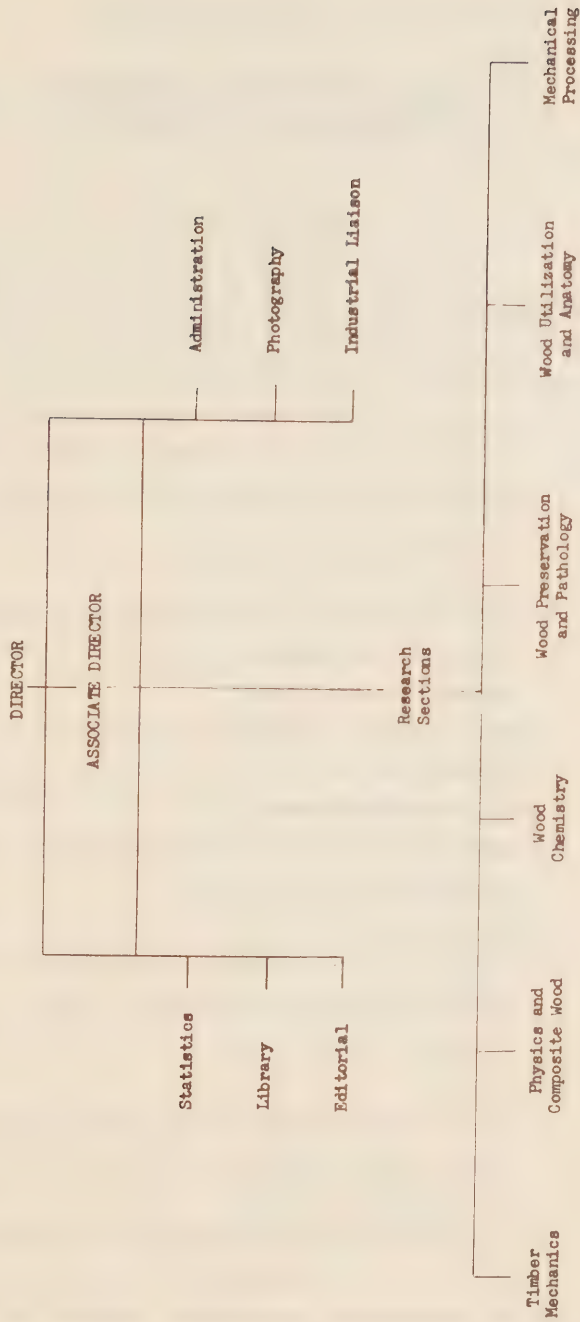 DIRECTOR
ASSOCIATE DIRECTOR
Statistics
Library
Editorial
Administration
Photography
Industrial Liaison
Research
Sections
Timber
Mechanics
Physics and
Composite Wood
Wood
Chemistry
Wood Preservation
and Pathology
Wood Utilization
and Anatomy
Mechanical
Processing